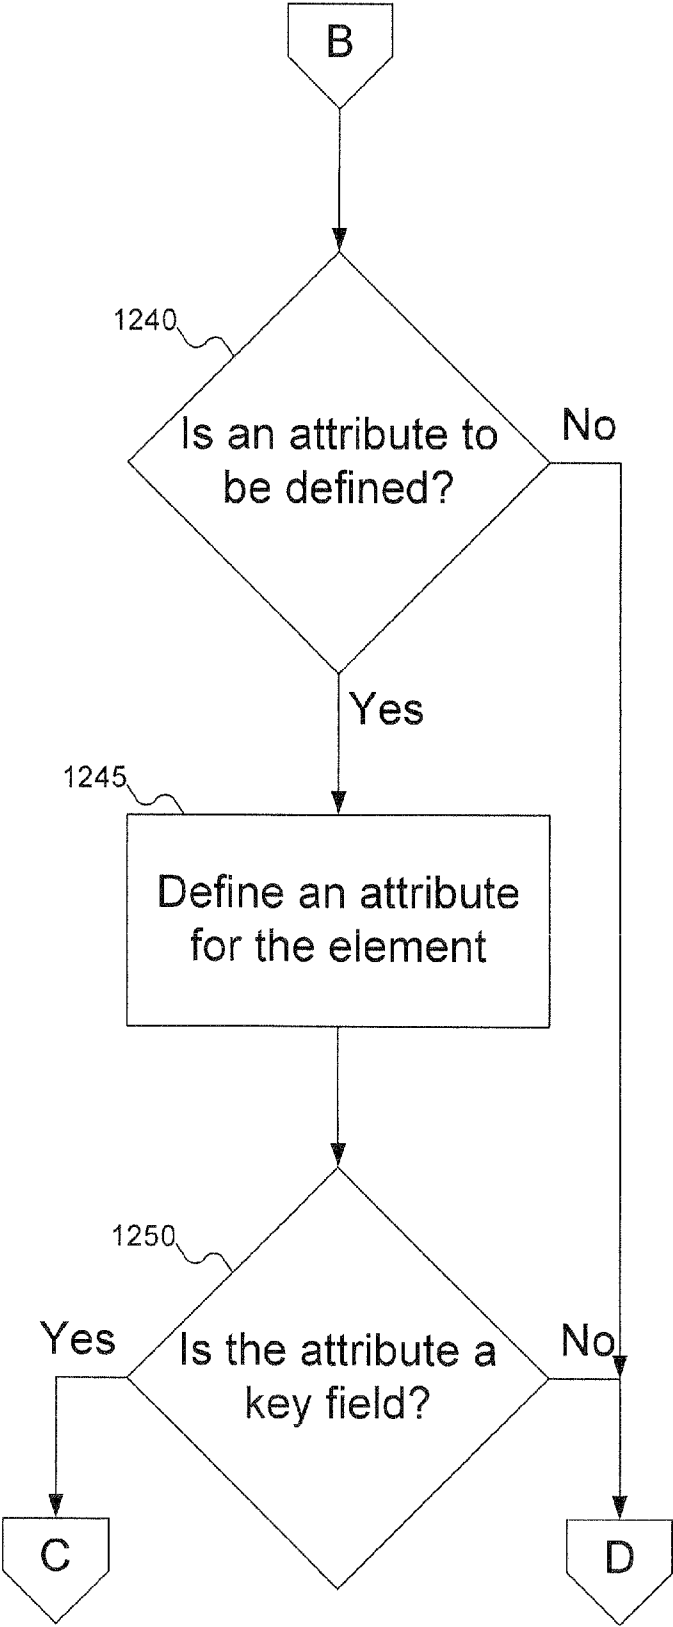 B
1240
Is an attribute to
be defined?
No
Yes
1245
Define an attribute
for the element
1250
Yes
Is the attribute a
key field?
No
C
D